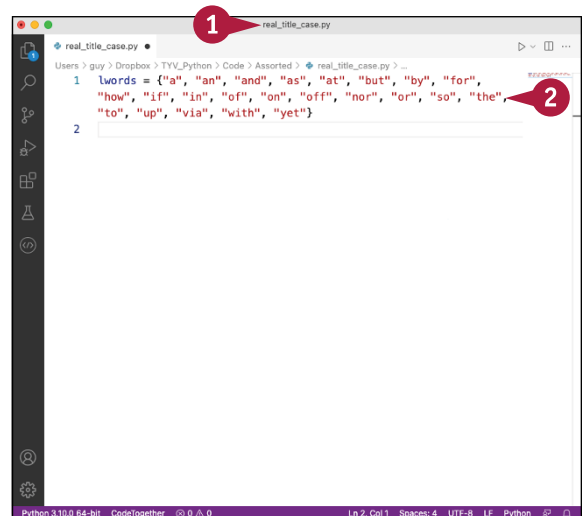 1
real_title_case.py
real_title_case.py
Users > guy > Dropbox > TYV_Python > Code > Assorted > real_title_case.py > ...
1 lwords = {"a", "an", "and", "as", "at", "but", "by", "for",
"how", "if", "in", "of", "on", "off", "nor", "or", "so", "the",
2
"to", "up", "via", "with", "yet"}
2
1
Python 3.10.0 64-bit CodeTogether 0 0 Ln 2, Col 1 Spaces: 4 UTF-8 LF Python